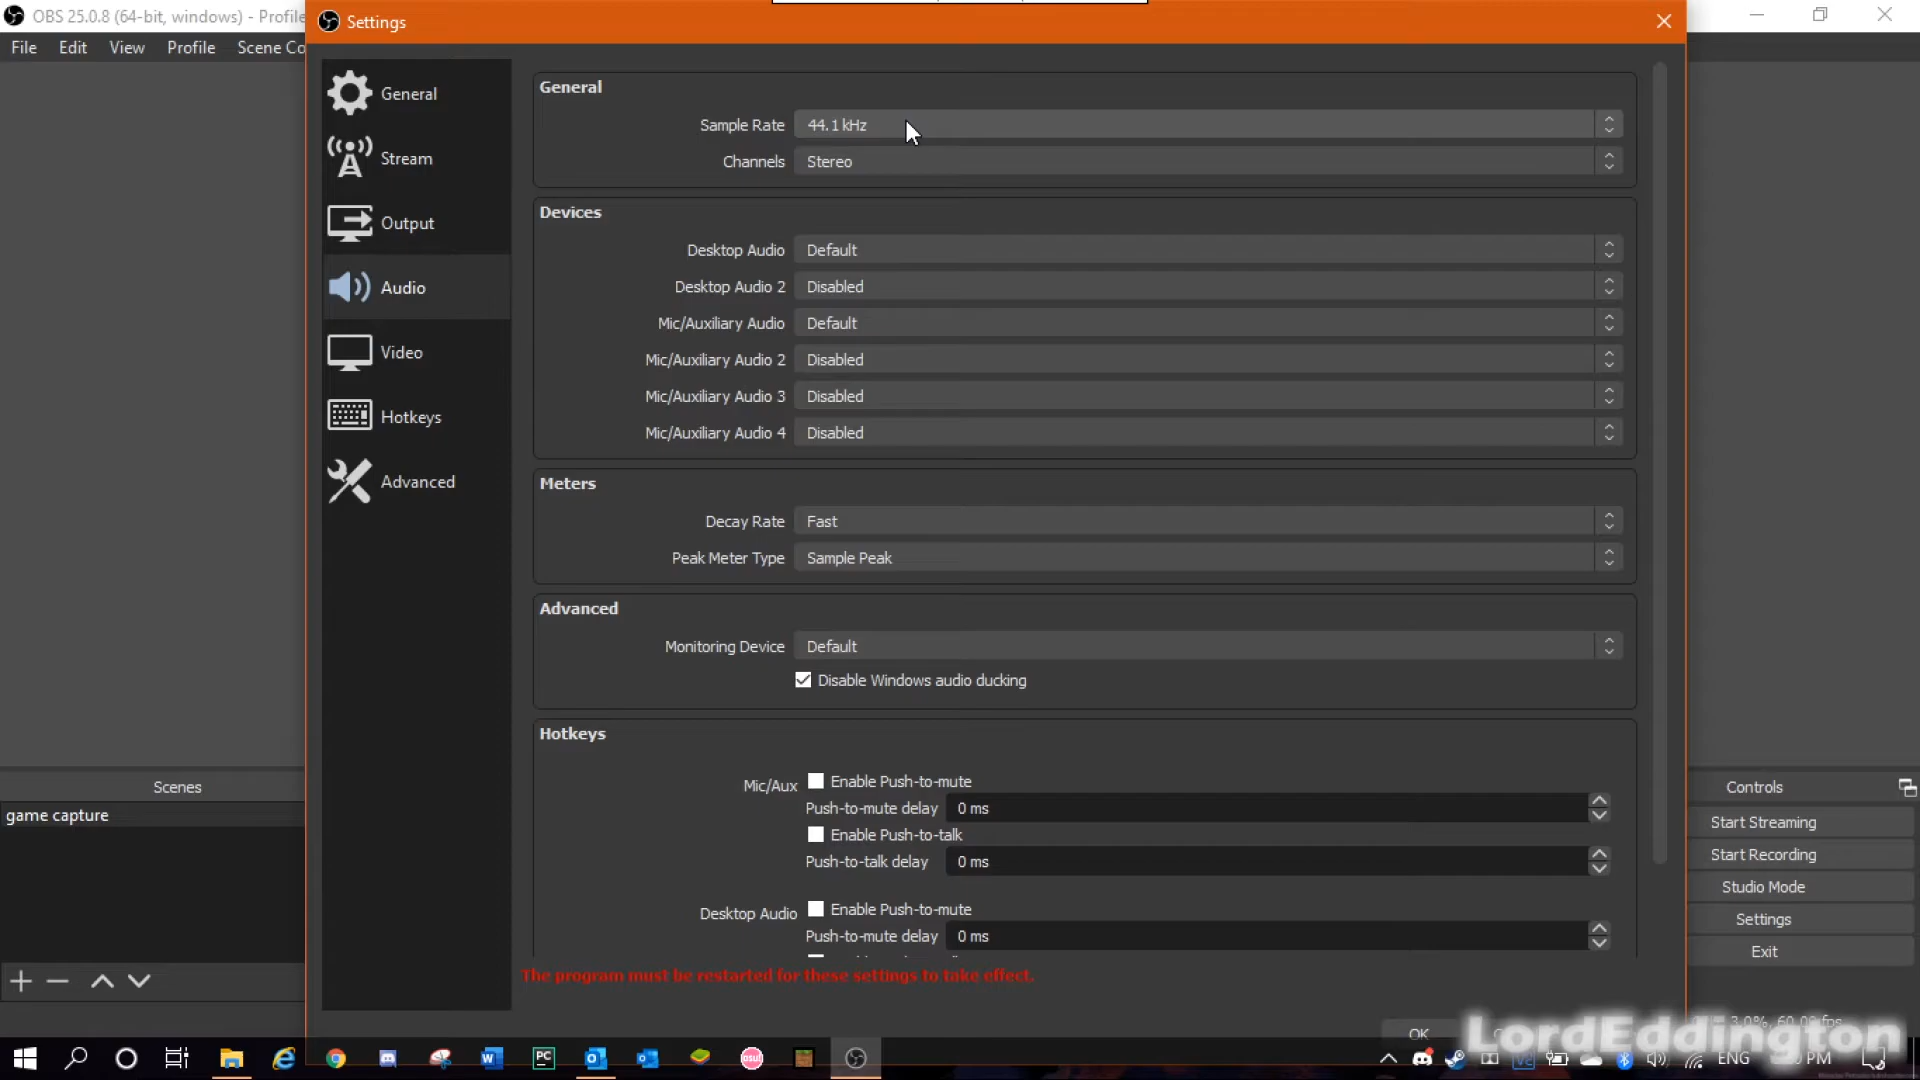 OBS 25.0.8 (64-bit, windows) - Profile
Settings
File Edit View Profile Scene Co
General
Stream
Output
Audio
Video
Hotkeys
Advanced
General
Sample Rate 44.1 kHz
Channels Stereo
Devices
Desktop Audio Default
Desktop Audio 2 Disabled
Mic/Auxiliary Audio Default
Mic/Auxiliary Audio 2 Disabled
Mic/Auxiliary Audio 3 Disabled
Mic/Auxiliary Audio 4 Disabled
Meters
Decay Rate Fast
Peak Meter Type Sample Peak
Advanced
Monitoring Device Default
Disable Windows audio ducking
Hotkeys
Mic/Aux Enable Push-to-mute
Push-to-mute delay 0 ms
Enable Push-to-talk
Push-to-talk delay 0 ms
Desktop Audio Enable Push-to-mute
Push-to-mute delay 0 ms
The program must be restarted for these settings to take effect.
OK
Scenes
game capture
Controls
Start Streaming
Start Recording
Studio Mode
Settings
Exit
60.00 fps
LordEddington
PC
osu!
ENG
PM